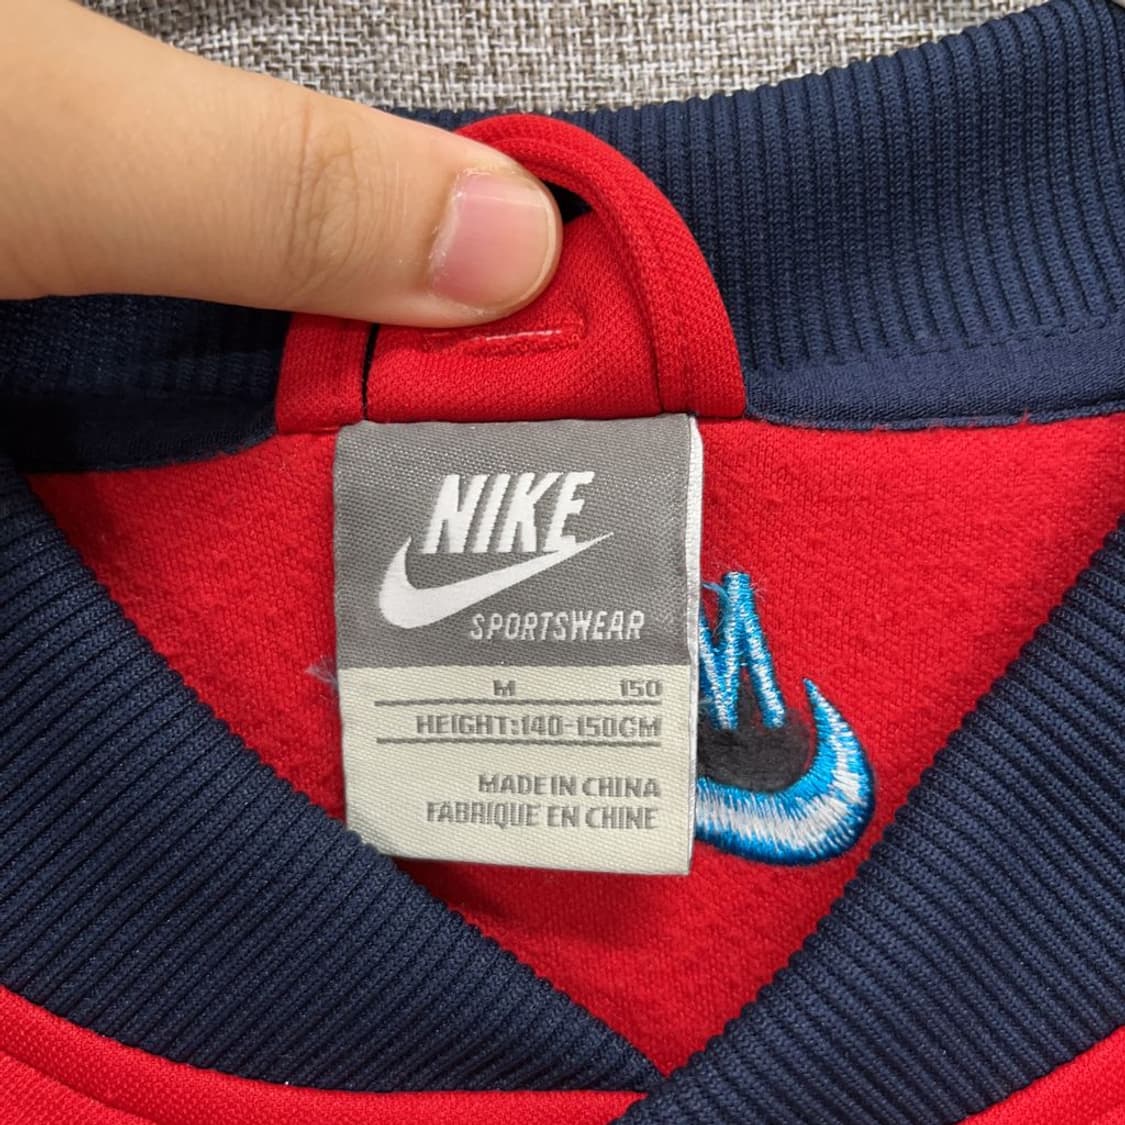 NIKE
SPORTSWEAR
M 150
HEIGHT:140-150CM
MADE IN CHINA
FABRIQUE EN CHINE